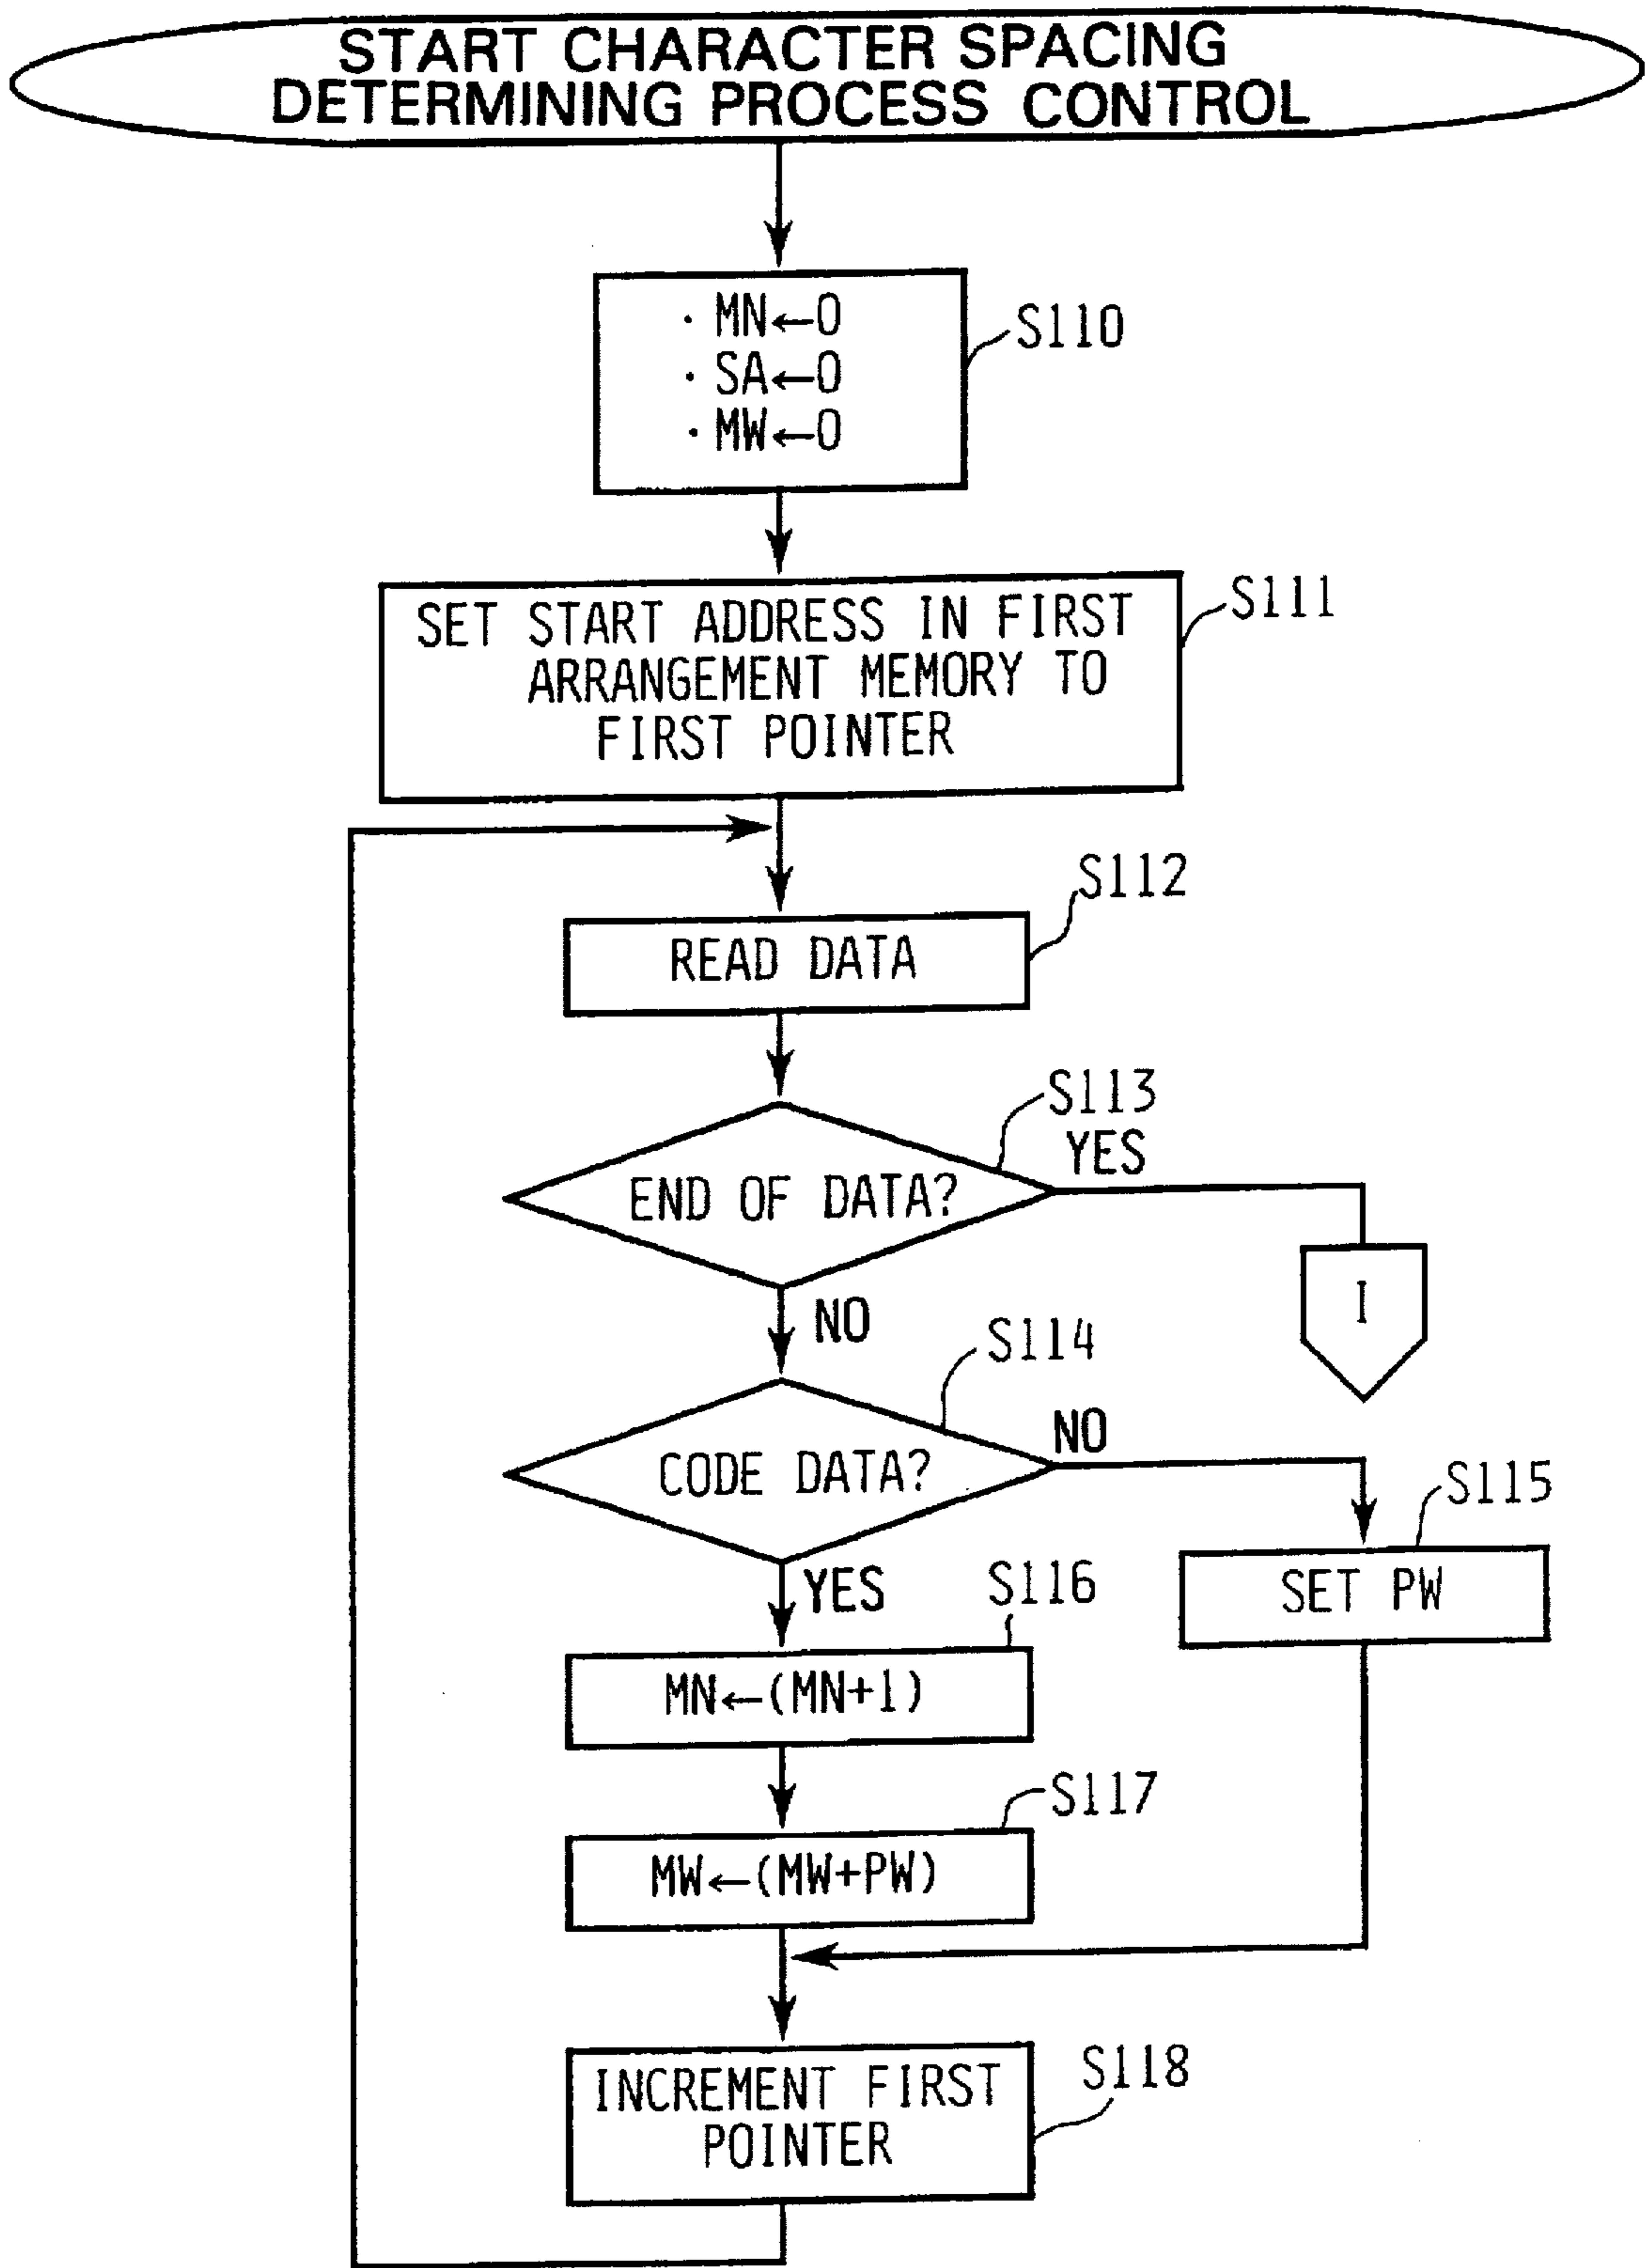 START CHARACTER SPACING
DETERMINING PROCESS CONTROL
· MN←0
· SA←0
· MW←0
S110
SET START ADDRESS IN FIRST
ARRANGEMENT MEMORY TO
FIRST POINTER
S111
S112
READ DATA
S113
YES
END OF DATA?
I
NO
S114
NO
CODE DATA?
S115
SET PW
YES
S116
MN←(MN+1)
S117
MW←(MW+PW)
INCREMENT FIRST
POINTER
S118